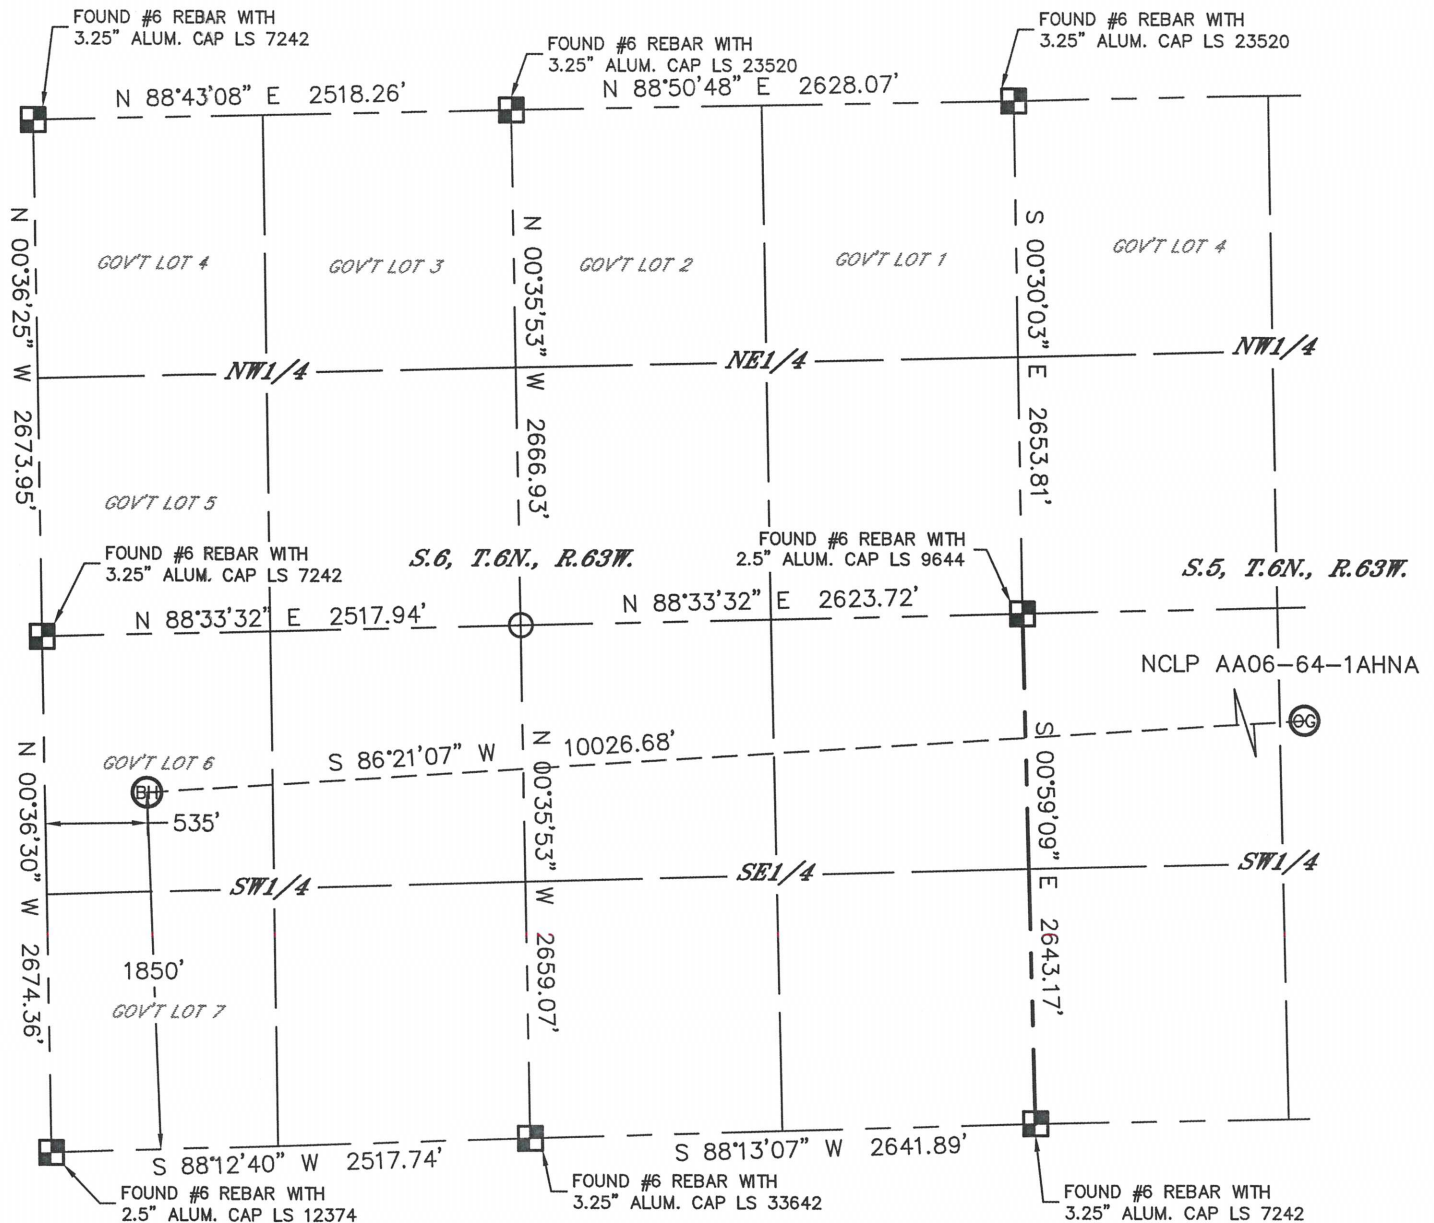 FOUND #6 REBAR WITH
3.25" ALUM. CAP LS 7242
FOUND #6 REBAR WITH
3.25" ALUM. CAP LS 23520
FOUND #6 REBAR WITH
3.25" ALUM. CAP LS 23520
N 88°43'08" E 2518.26'
N 88°50'48" E 2628.07'
N 00°36'25" W 2673.95'
N 00°35'53" W 2666.93'
S 00°30'03" E 2653.81'
GOV'T LOT 4
GOV'T LOT 3
GOV'T LOT 2
GOV'T LOT 1
GOV'T LOT 4
NW1/4
NE1/4
NW1/4
GOV'T LOT 5
FOUND #6 REBAR WITH
3.25" ALUM. CAP LS 7242
S.6, T.6N., R.63W.
FOUND #6 REBAR WITH
2.5" ALUM. CAP LS 9644
S.5, T.6N., R.63W.
N 88°33'32" E 2517.94'
N 88°33'32" E 2623.72'
NCLP AA06-64-1AHNA
OG
N 00°36'30" W 2674.36'
N 00°35'53" W 2659.07'
S 00°59'09" E 2643.17'
GOV'T LOT 6
S 86°21'07" W 10026.68'
BH
535'
SW1/4
SE1/4
SW1/4
1850'
GOV'T LOT 7
S 88°12'40" W 2517.74'
S 88°13'07" W 2641.89'
FOUND #6 REBAR WITH
2.5" ALUM. CAP LS 12374
FOUND #6 REBAR WITH
3.25" ALUM. CAP LS 33642
FOUND #6 REBAR WITH
3.25" ALUM. CAP LS 7242